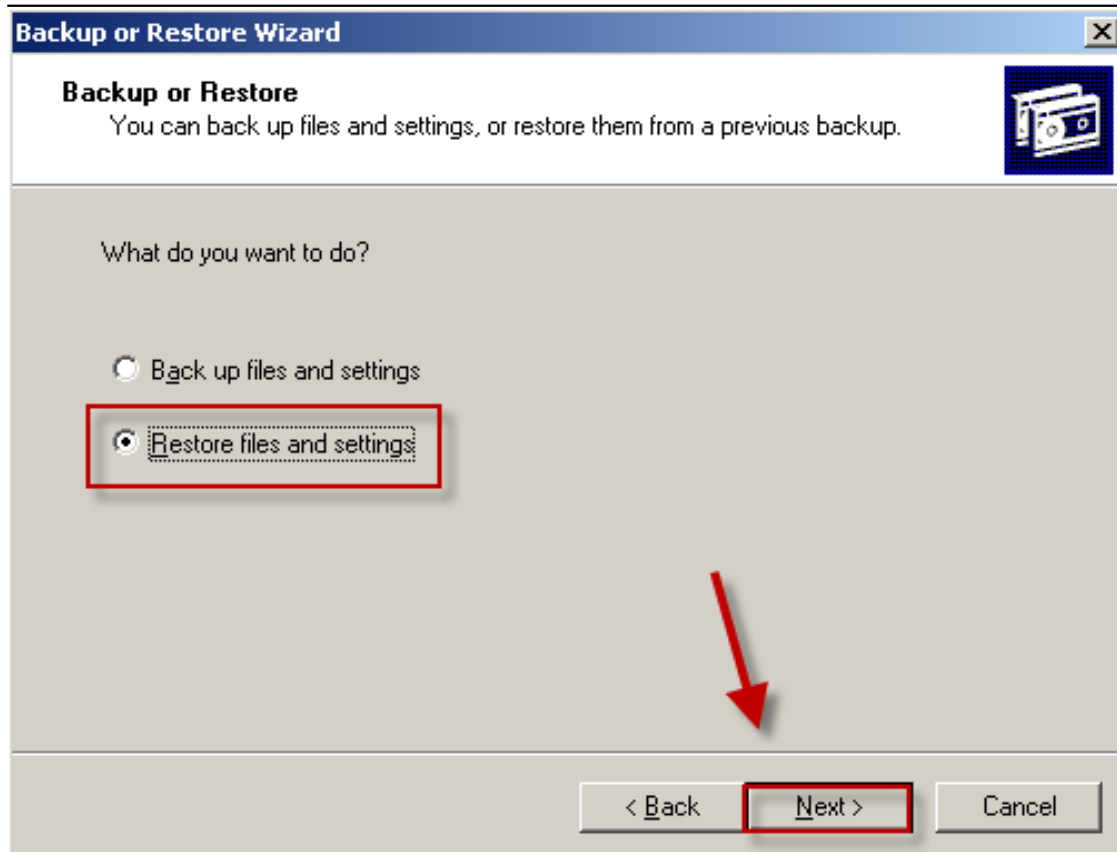 Backup or Restore Wizard
Backup or Restore
You can back up files and settings, or restore them from a previous backup.
What do you want to do?
Back up files and settings
Restore files and settings
< Back
Next >
Cancel